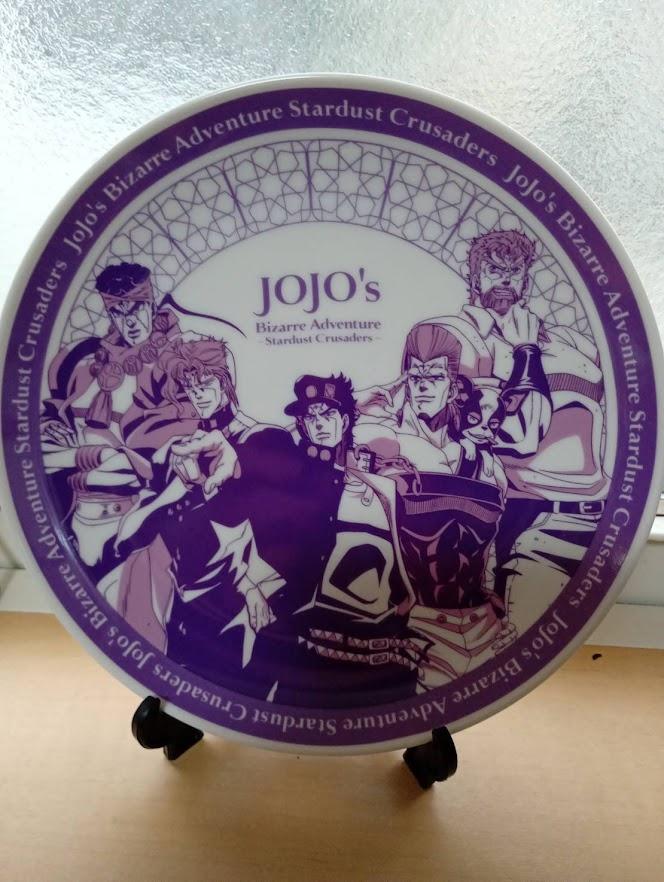 JoJo's Bizarre Adventure Stardust Crusaders JoJo's Bizarre Adventure Stardust Crusaders JoJo's Bizarre Adventure Stardust Crusaders JoJo's Bizarre Adventure Stardust Crusaders
JOJO's
Bizarre Adventure
-Stardust Crusaders-